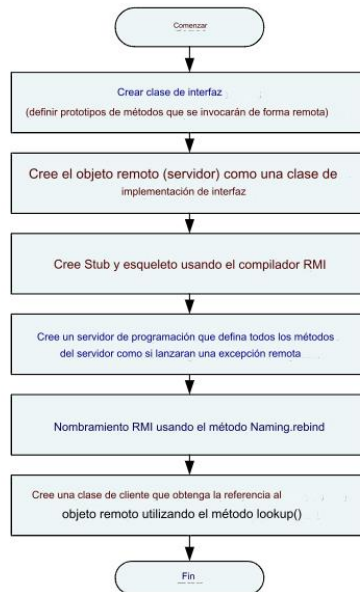 Comenzar
Crear clase de interfaz
(definir prototipos de métodos que se invocarán de forma remota)
Cree el objeto remoto (servidor) como una clase de
implementación de interfaz
Cree Stub y esqueleto usando el compilador RMI
Cree un servidor de programación que defina todos los métodos
del servidor como si lanzaran una excepción remota
Nombramiento RMI usando el método Naming.rebind
Cree una clase de cliente que obtenga la referencia al
objeto remoto utilizando el método lookup()
Fin